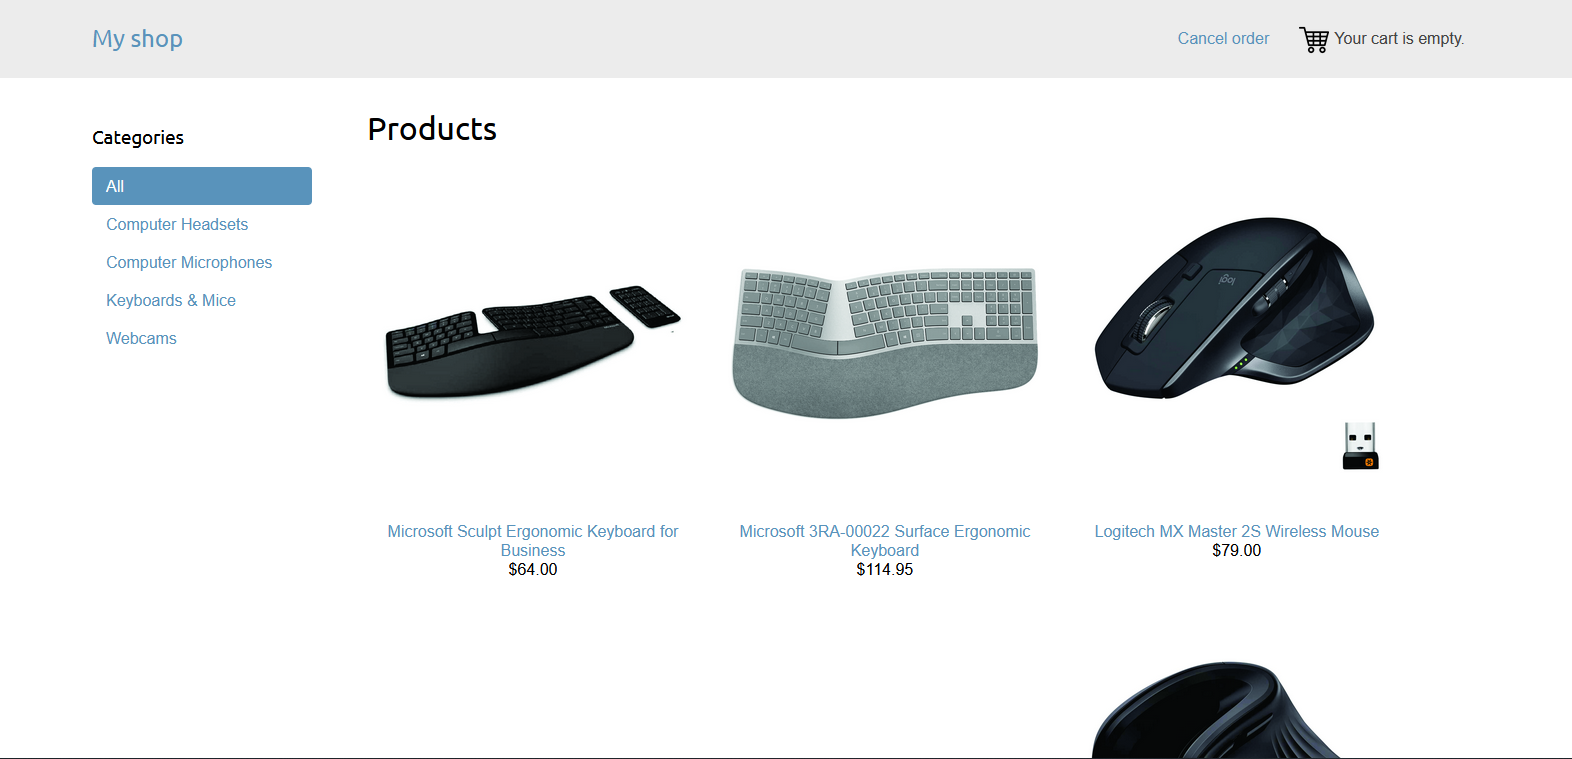 My shop
Cancel order
Your cart is empty.
Categories
All
Computer Headsets
Computer Microphones
Keyboards & Mice
Webcams
Products
logi
Microsoft Sculpt Ergonomic Keyboard for
Business
$64.00
Microsoft 3RA-00022 Surface Ergonomic
Keyboard
$114.95
Logitech MX Master 2S Wireless Mouse
$79.00